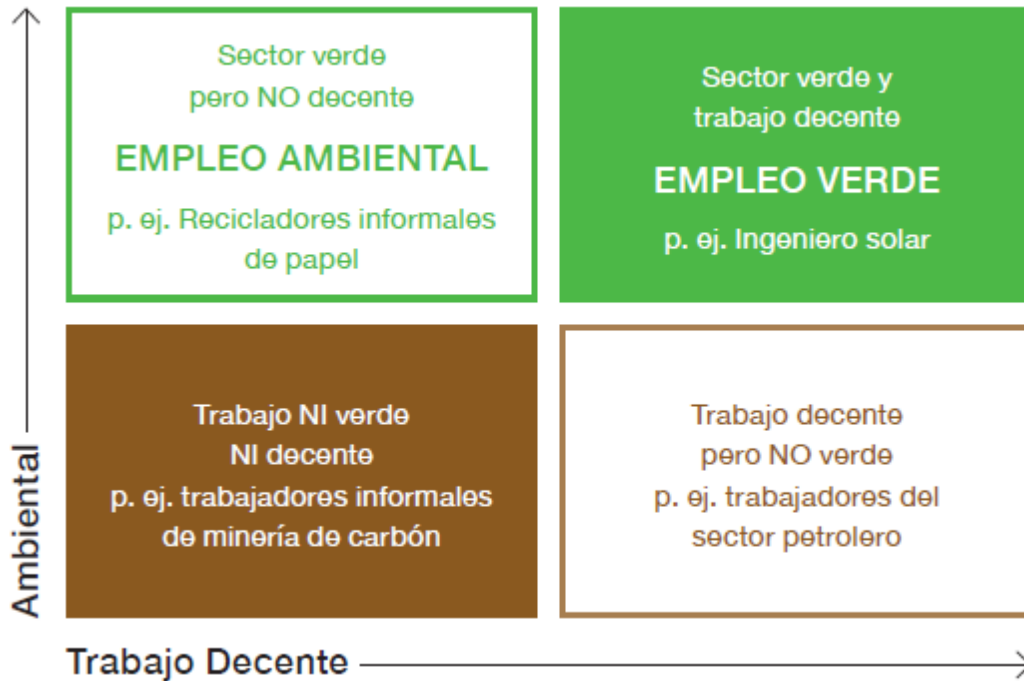 Sector verde
pero NO decente
EMPLEO AMBIENTAL
p. ej. Recicladores informales
de papel
Sector verde y
trabajo decente
EMPLEO VERDE
p. ej. Ingeniero solar
Trabajo NI verde
NI decente
p. ej. trabajadores informales
de minería de carbón
Trabajo decente
pero NO verde
p. ej. trabajadores del
sector petrolero
Ambiental
Trabajo Decente